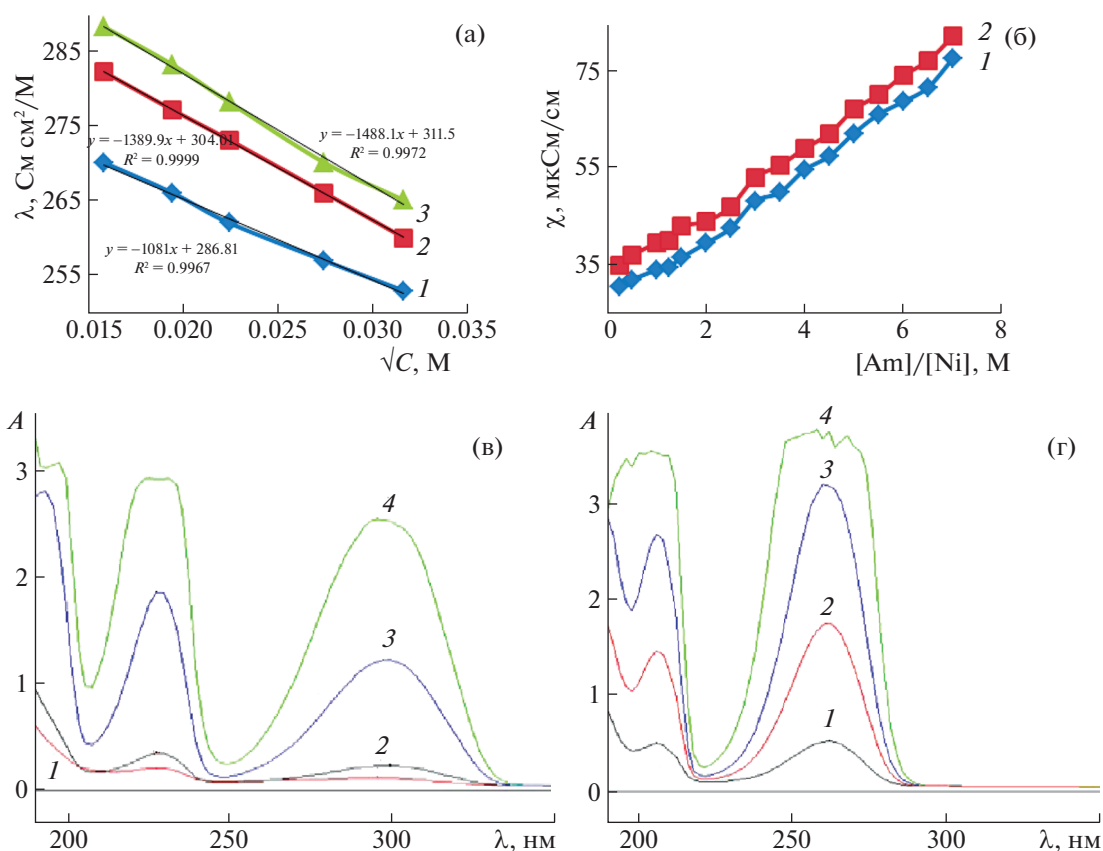 (а)
285
275
265
255
λ, См см²/М
y = −1389.9x + 304.01
R² = 0.9999
y = −1488.1x + 311.5
R² = 0.9972
y = −1081x + 286.81
R² = 0.9967
3
2
1
0.015
0.020
0.025
0.030
0.035
√C, М
(б)
75
55
35
χ, мкСм/см
2
1
0
2
4
6
8
[Am]/[Ni], М
(в)
A
3
2
1
0
4
3
2
1
200
250
300
λ, нм
(г)
A
3
2
1
0
4
3
2
1
200
250
300
λ, нм